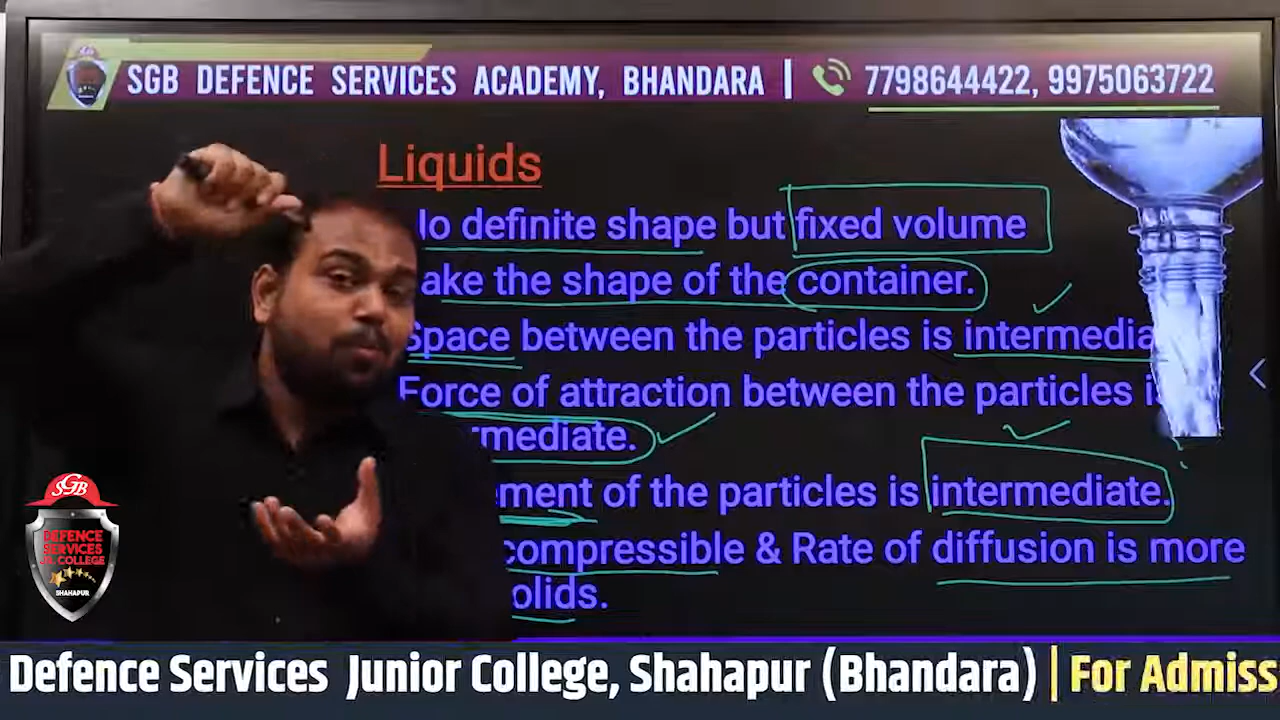 SGB DEFENCE SERVICES ACADEMY, BHANDARA | 7798644422, 9975063722
Liquids
lo definite shape but fixed volume
ake the shape of the container.
Space between the particles is intermedia
Force of attraction between the particles i
rmediate.
ement of the particles is intermediate.
compressible & Rate of diffusion is more
olids.
SGB
DEFENCE
SERVICES
JR. COLLEGE
SHAHAPUR
Defence Services Junior College, Shahapur (Bhandara) | For Admiss